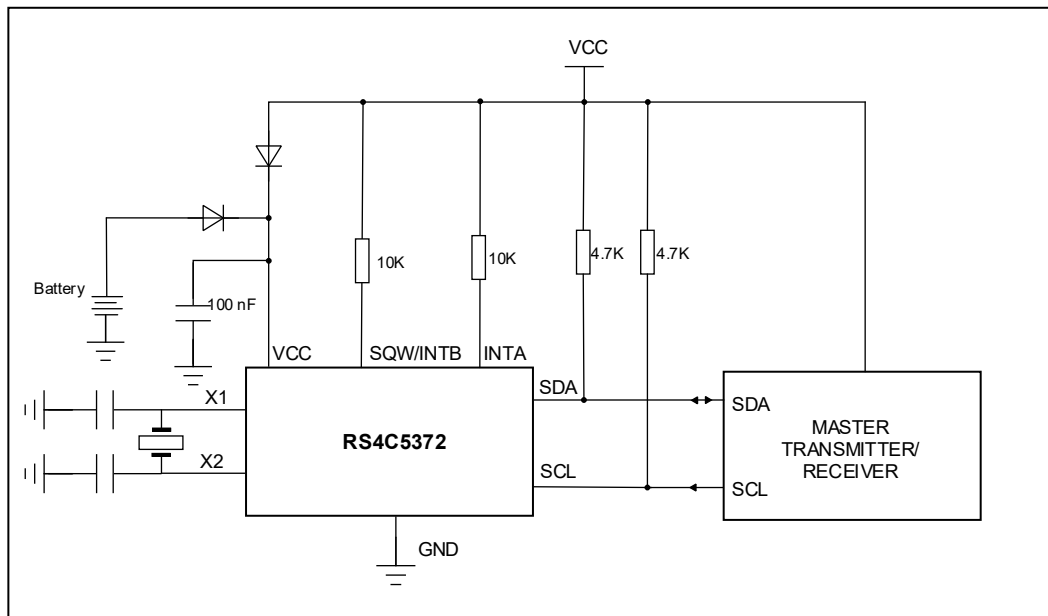 VCC
10K
10K
4.7K
4.7K
Battery
100 nF
VCC
SQW/INTB
INTA
X1
SDA
SDA
RS4C5372
MASTER
TRANSMITTER/
RECEIVER
X2
SCL
SCL
GND